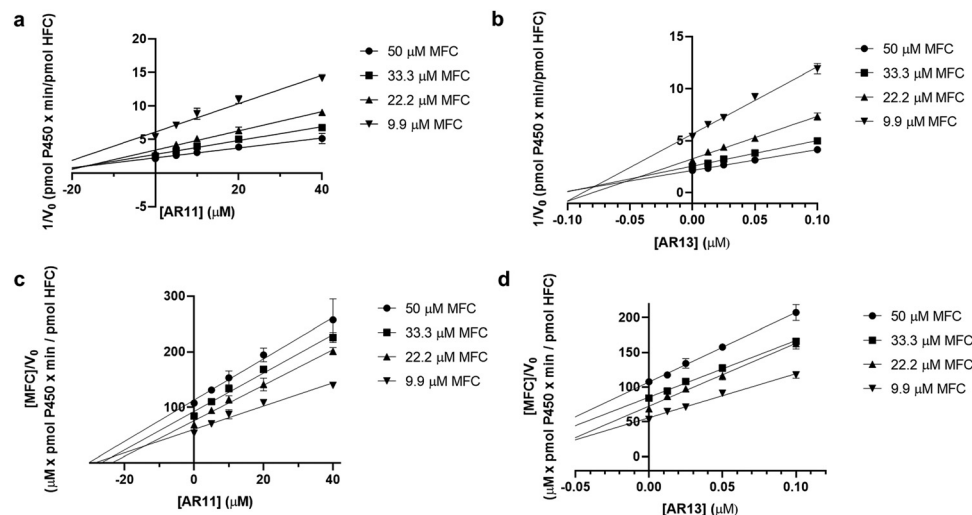 a
1/V0 (pmol P450 x min/pmol HFC)
25
20
15
10
5
-5
-20
20
40
[AR11] (μM)
50 μM MFC
33.3 μM MFC
22.2 μM MFC
9.9 μM MFC
b
1/V0 (pmol P450 x min/pmol HFC)
15
10
5
0
-0.10
-0.05
0.00
0.05
0.10
[AR13] (μM)
50 μM MFC
33.3 μM MFC
22.2 μM MFC
9.9 μM MFC
c
[MFC]/V0
(μM x pmol P450 x min / pmol HFC)
300
200
100
-20
0
20
40
[AR11] (μM)
50 μM MFC
33.3 μM MFC
22.2 μM MFC
9.9 μM MFC
d
[MFC]/V0
(μM x pmol P450 x min / pmol HFC)
200
150
100
50
0
-0.05
0.00
0.05
0.10
[AR13] (μM)
50 μM MFC
33.3 μM MFC
22.2 μM MFC
9.9 μM MFC